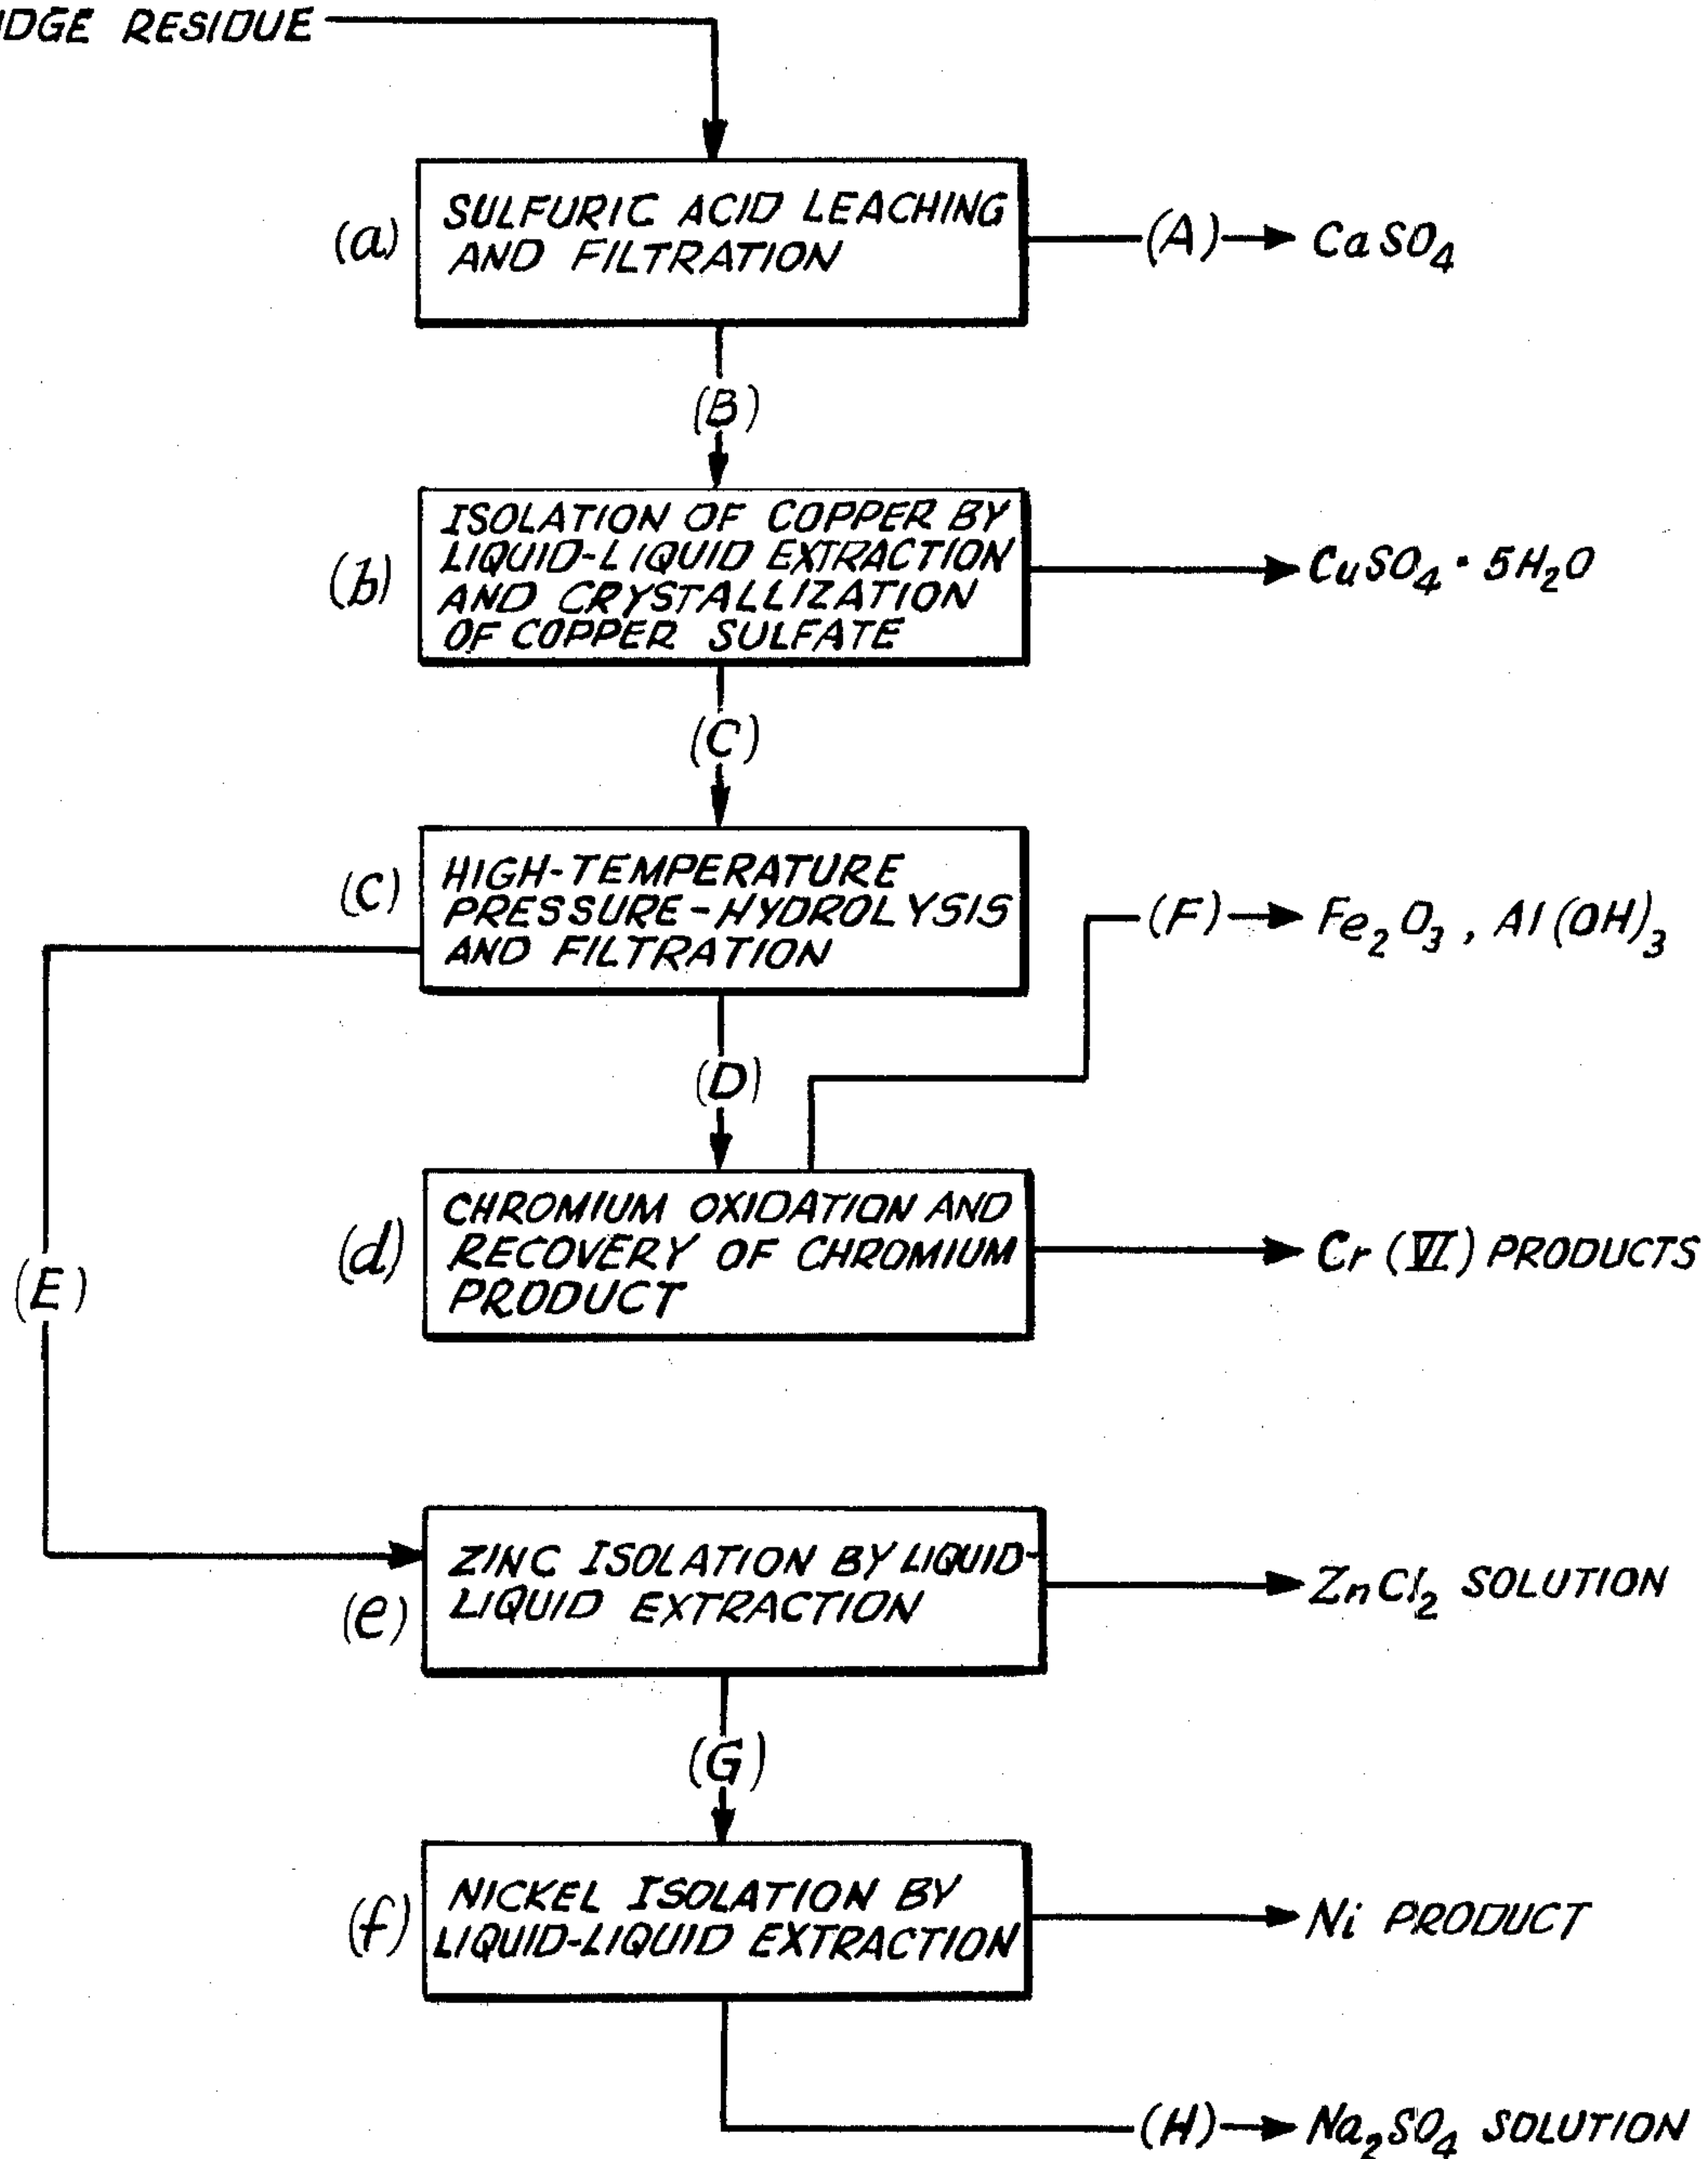 RESIDUE
(a)
SULFURIC ACID LEACHING
AND FILTRATION
(A)
CaSO₄
(B)
(b)
ISOLATION OF COPPER BY
LIQUID-LIQUID EXTRACTION
AND CRYSTALLIZATION
OF COPPER SULFATE
CuSO₄ · 5H₂O
(C)
(c)
HIGH-TEMPERATURE
PRESSURE-HYDROLYSIS
AND FILTRATION
(F)
Fe₂O₃, Al(OH)₃
(D)
(d)
CHROMIUM OXIDATION AND
RECOVERY OF CHROMIUM
PRODUCT
Cr (VI) PRODUCTS
(E)
(e)
ZINC ISOLATION BY LIQUID-
LIQUID EXTRACTION
ZnCl₂ SOLUTION
(G)
(f)
NICKEL ISOLATION BY
LIQUID-LIQUID EXTRACTION
Ni PRODUCT
(H)
Na₂SO₄ SOLUTION